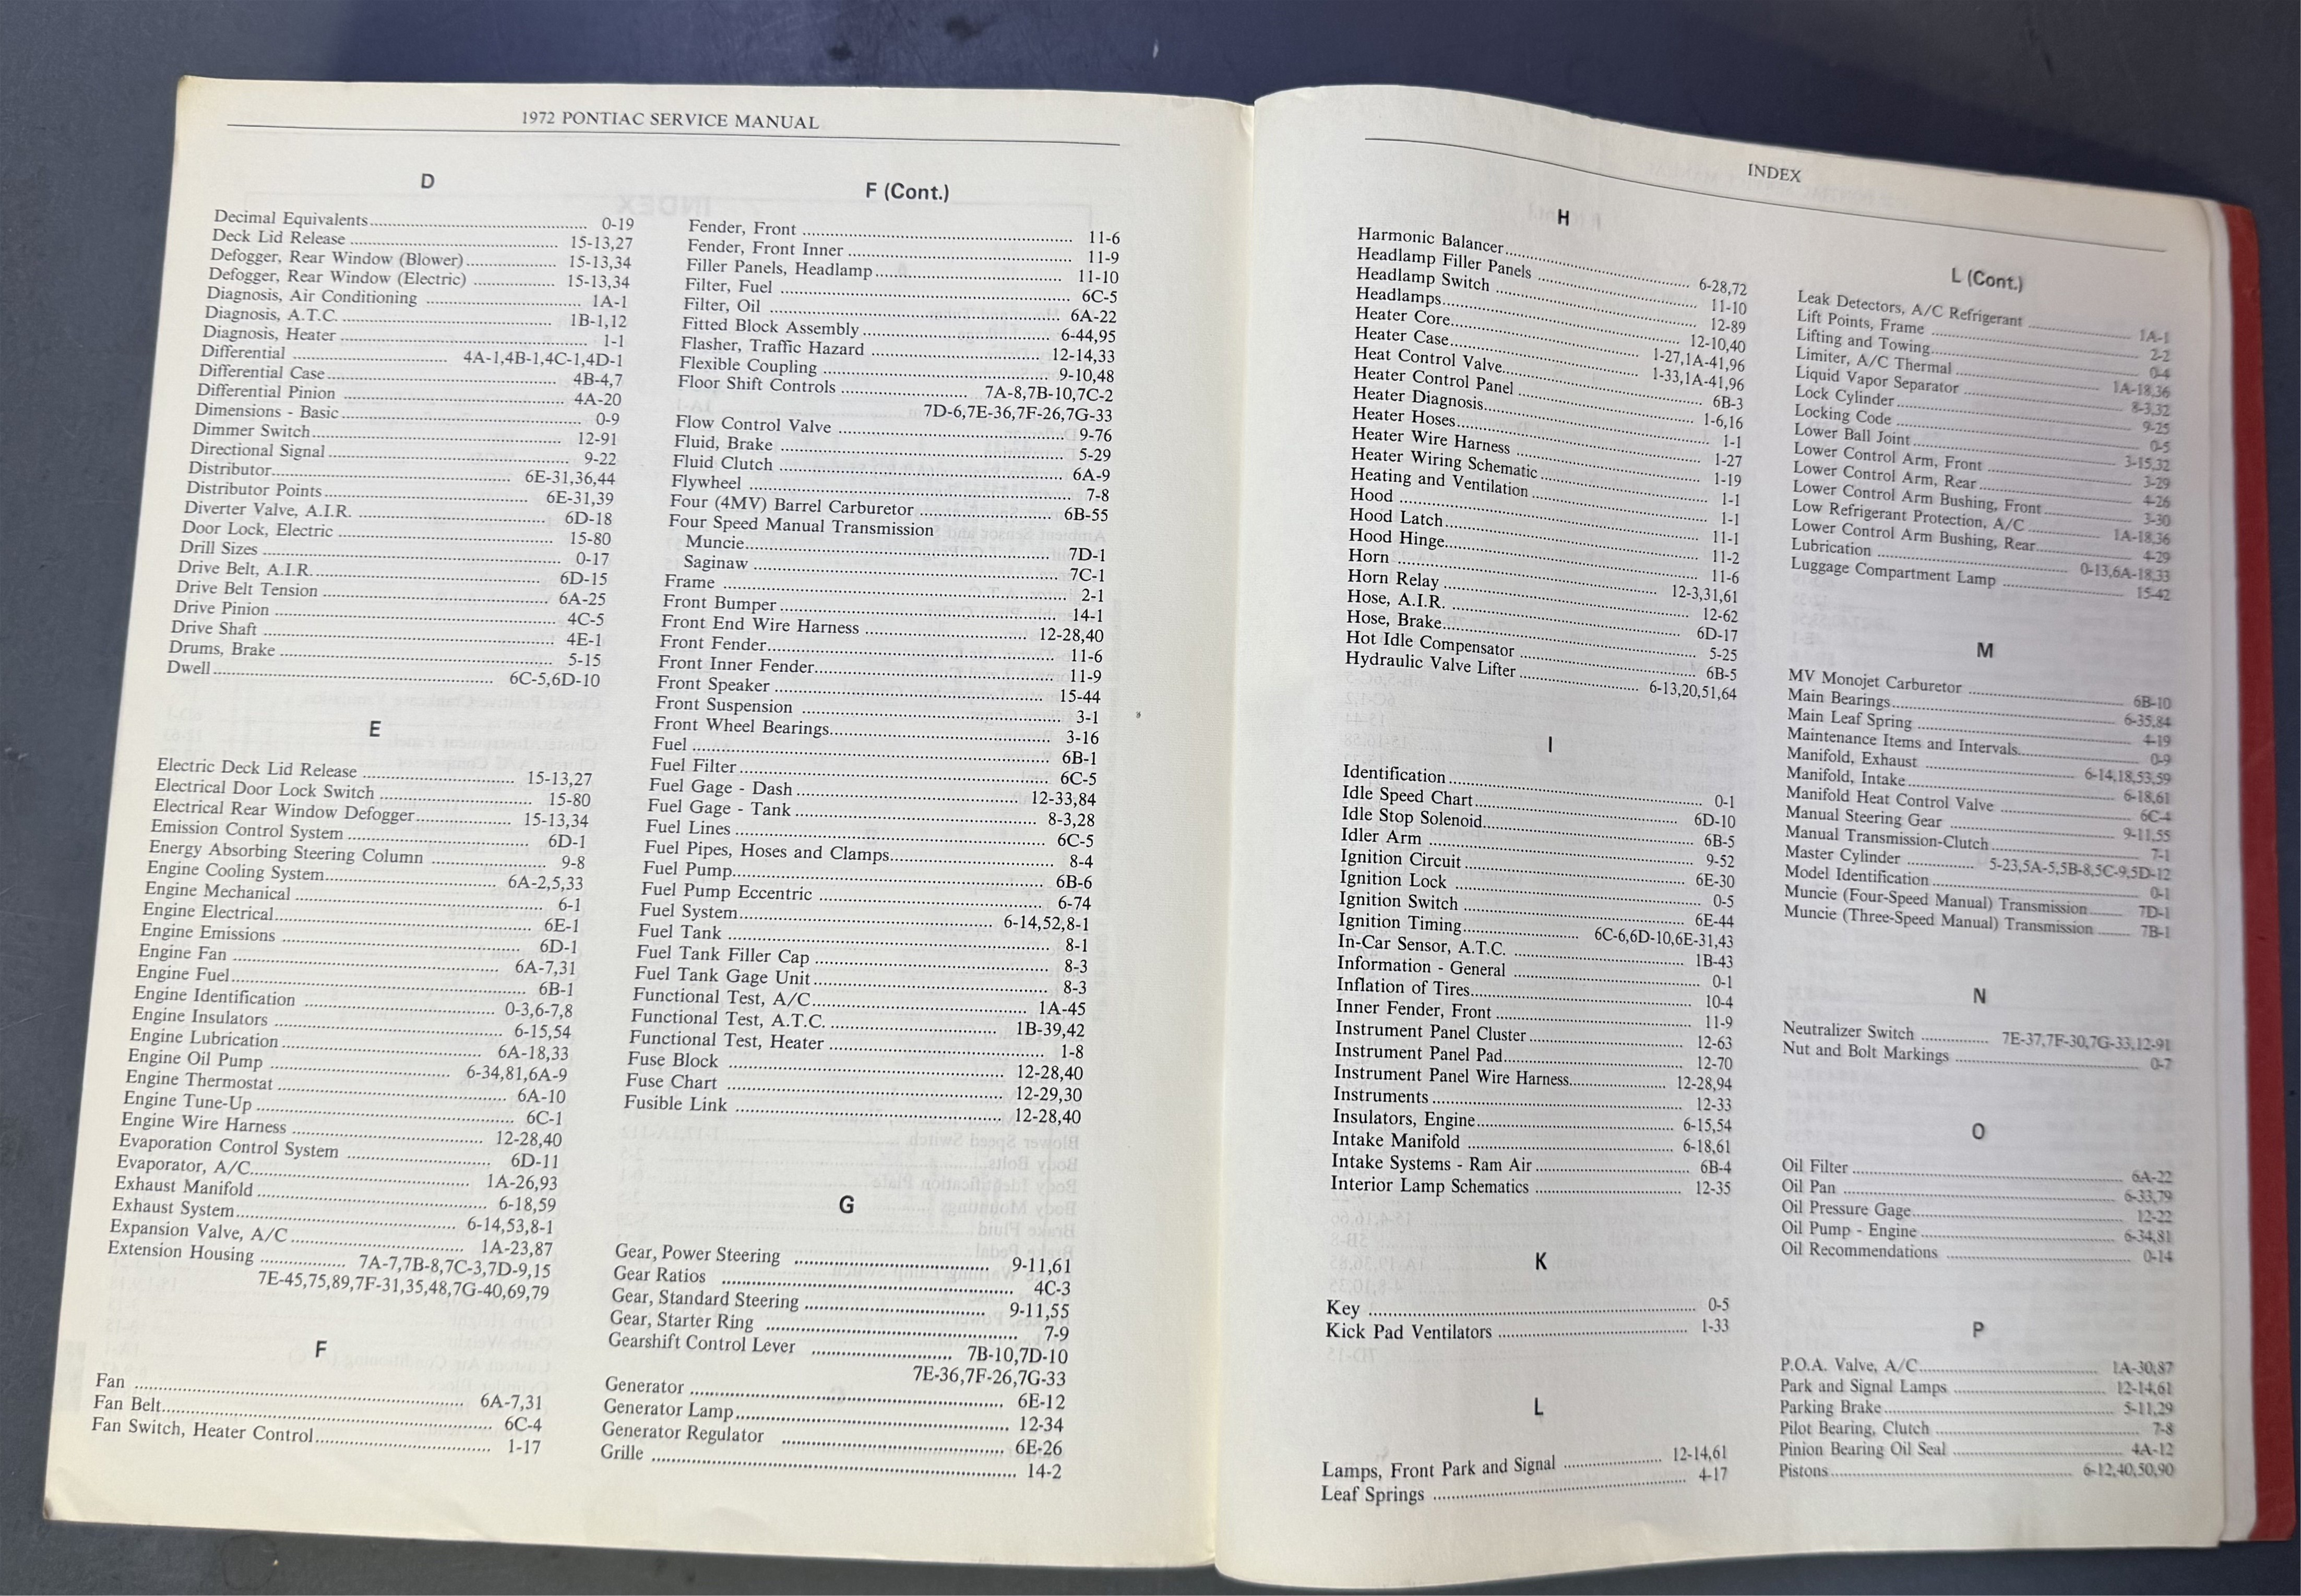 1972 PONTIAC SERVICE MANUAL
D
Decimal Equivalents 0-19
Deck Lid Release 15-13,27
Defogger, Rear Window (Blower) 15-13,34
Defogger, Rear Window (Electric) 15-13,34
Diagnosis, Air Conditioning 1A-1
Diagnosis, A.T.C. 1B-1,12
Diagnosis, Heater 1-1
Differential 4A-1,4B-1,4C-1,4D-1
Differential Case 4B-4,7
Differential Pinion 4A-20
Dimensions - Basic 0-9
Dimmer Switch 12-91
Directional Signal 9-22
Distributor 6E-31,36,44
Distributor Points 6E-31,39
Diverter Valve, A.I.R. 6D-18
Door Lock, Electric 15-80
Drill Sizes 0-17
Drive Belt, A.I.R. 6D-15
Drive Belt Tension 6A-25
Drive Pinion 4C-5
Drive Shaft 4E-1
Drums, Brake 5-15
Dwell 6C-5,6D-10
E
Electric Deck Lid Release 15-13,27
Electrical Door Lock Switch 15-80
Electrical Rear Window Defogger 15-13,34
Emission Control System 6D-1
Energy Absorbing Steering Column 9-8
Engine Cooling System 6A-2,5,33
Engine Mechanical 6-1
Engine Electrical 6E-1
Engine Emissions 6D-1
Engine Fan 6A-7,31
Engine Fuel 6B-1
Engine Identification 0-3,6-7,8
Engine Insulators 6-15,54
Engine Lubrication 6A-18,33
Engine Oil Pump 6-34,81,6A-9
Engine Thermostat 6A-10
Engine Tune-Up 6C-1
Engine Wire Harness 12-28,40
Evaporation Control System 6D-11
Evaporator, A/C 1A-26,93
Exhaust Manifold 6-18,59
Exhaust System 6-14,53,8-1
Expansion Valve, A/C 1A-23,87
Extension Housing 7A-7,7B-8,7C-3,7D-9,15
7E-45,75,89,7F-31,35,48,7G-40,69,79
F
Fan 6A-7,31
Fan Belt 6C-4
Fan Switch, Heater Control 1-17
F (Cont.)
Fender, Front 11-6
Fender, Front Inner 11-9
Filler Panels, Headlamp 11-10
Filter, Fuel 6C-5
Filter, Oil 6A-22
Fitted Block Assembly 6-44,95
Flasher, Traffic Hazard 12-14,33
Flexible Coupling 9-10,48
Floor Shift Controls 7A-8,7B-10,7C-2
7D-6,7E-36,7F-26,7G-33
Flow Control Valve 9-76
Fluid, Brake 5-29
Fluid Clutch 6A-9
Flywheel 7-8
Four (4MV) Barrel Carburetor 6B-55
Four Speed Manual Transmission
Muncie 7D-1
Saginaw 7C-1
Frame 2-1
Front Bumper 14-1
Front End Wire Harness 12-28,40
Front Fender 11-6
Front Inner Fender 11-9
Front Speaker 15-44
Front Suspension 3-1
Front Wheel Bearings 3-16
Fuel 6B-1
Fuel Filter 6C-5
Fuel Gage - Dash 12-33,84
Fuel Gage - Tank 8-3,28
Fuel Lines 6C-5
Fuel Pipes, Hoses and Clamps 8-4
Fuel Pump 6B-6
Fuel Pump Eccentric 6-74
Fuel System 6-14,52,8-1
Fuel Tank 8-1
Fuel Tank Filler Cap 8-3
Fuel Tank Gage Unit 8-3
Functional Test, A/C 1A-45
Functional Test, A.T.C. 1B-39,42
Functional Test, Heater 1-8
Fuse Block 12-28,40
Fuse Chart 12-29,30
Fusible Link 12-28,40
G
Gear, Power Steering 9-11,61
Gear Ratios 4C-3
Gear, Standard Steering 9-11,55
Gear, Starter Ring 7-9
Gearshift Control Lever 7B-10,7D-10
7E-36,7F-26,7G-33
Generator 6E-12
Generator Lamp 12-34
Generator Regulator 6E-26
Grille 14-2
INDEX
H
Harmonic Balancer 6-28,72
Headlamp Filler Panels 11-10
Headlamp Switch 12-89
Headlamps 12-10,40
Heater Core 1-27,1A-41,96
Heater Case 1-33,1A-41,96
Heat Control Valve 6B-3
Heater Control Panel 1-6,16
Heater Diagnosis 1-1
Heater Hoses 1-27
Heater Wire Harness 1-19
Heater Wiring Schematic 1-1
Heating and Ventilation 1-1
Hood 11-1
Hood Latch 11-2
Hood Hinge 11-6
Horn 12-3,31,61
Horn Relay 12-62
Hose, A.I.R. 6D-17
Hose, Brake 5-25
Hot Idle Compensator 6B-5
Hydraulic Valve Lifter 6-13,20,51,64
I
Identification 0-1
Idle Speed Chart 6D-10
Idle Stop Solenoid 6B-5
Idler Arm 9-52
Ignition Circuit 6E-30
Ignition Lock 0-5
Ignition Switch 6E-44
Ignition Timing 6C-6,6D-10,6E-31,43
In-Car Sensor, A.T.C. 1B-43
Information - General 0-1
Inflation of Tires 10-4
Inner Fender, Front 11-9
Instrument Panel Cluster 12-63
Instrument Panel Pad 12-70
Instrument Panel Wire Harness 12-28,94
Instruments 12-33
Insulators, Engine 6-15,54
Intake Manifold 6-18,61
Intake Systems - Ram Air 6B-4
Interior Lamp Schematics 12-35
K
Key 0-5
Kick Pad Ventilators 1-33
L
Lamps, Front Park and Signal 12-14,61
Leaf Springs 4-17
L (Cont.)
Leak Detectors, A/C Refrigerant 1A-1
Lift Points, Frame 2-2
Lifting and Towing 0-4
Limiter, A/C Thermal 1A-18,36
Liquid Vapor Separator 8-3,32
Lock Cylinder 9-25
Locking Code 0-5
Lower Ball Joint 3-15,32
Lower Control Arm, Front 3-29
Lower Control Arm, Rear 4-26
Lower Control Arm Bushing, Front 3-30
Low Refrigerant Protection, A/C 1A-18,36
Lower Control Arm Bushing, Rear 4-29
Lubrication 0-13,6A-18,33
Luggage Compartment Lamp 15-42
M
MV Monojet Carburetor 6B-10
Main Bearings 6-35,84
Main Leaf Spring 4-19
Maintenance Items and Intervals 0-9
Manifold, Exhaust 6-14,18,53,59
Manifold, Intake 6-18,61
Manifold Heat Control Valve 6C-4
Manual Steering Gear 9-11,55
Manual Transmission-Clutch 7-1
Master Cylinder 5-23,5A-5,5B-8,5C-9,5D-12
Model Identification 0-1
Muncie (Four-Speed Manual) Transmission 7D-1
Muncie (Three-Speed Manual) Transmission 7B-1
N
Neutralizer Switch 7E-37,7F-30,7G-33,12-91
Nut and Bolt Markings 0-7
O
Oil Filter 6A-22
Oil Pan 6-33,79
Oil Pressure Gage 12-22
Oil Pump - Engine 6-34,81
Oil Recommendations 0-14
P
P.O.A. Valve, A/C 1A-30,87
Park and Signal Lamps 12-14,61
Parking Brake 5-11,29
Pilot Bearing, Clutch 7-8
Pinion Bearing Oil Seal 4A-12
Pistons 6-12,40,50,90